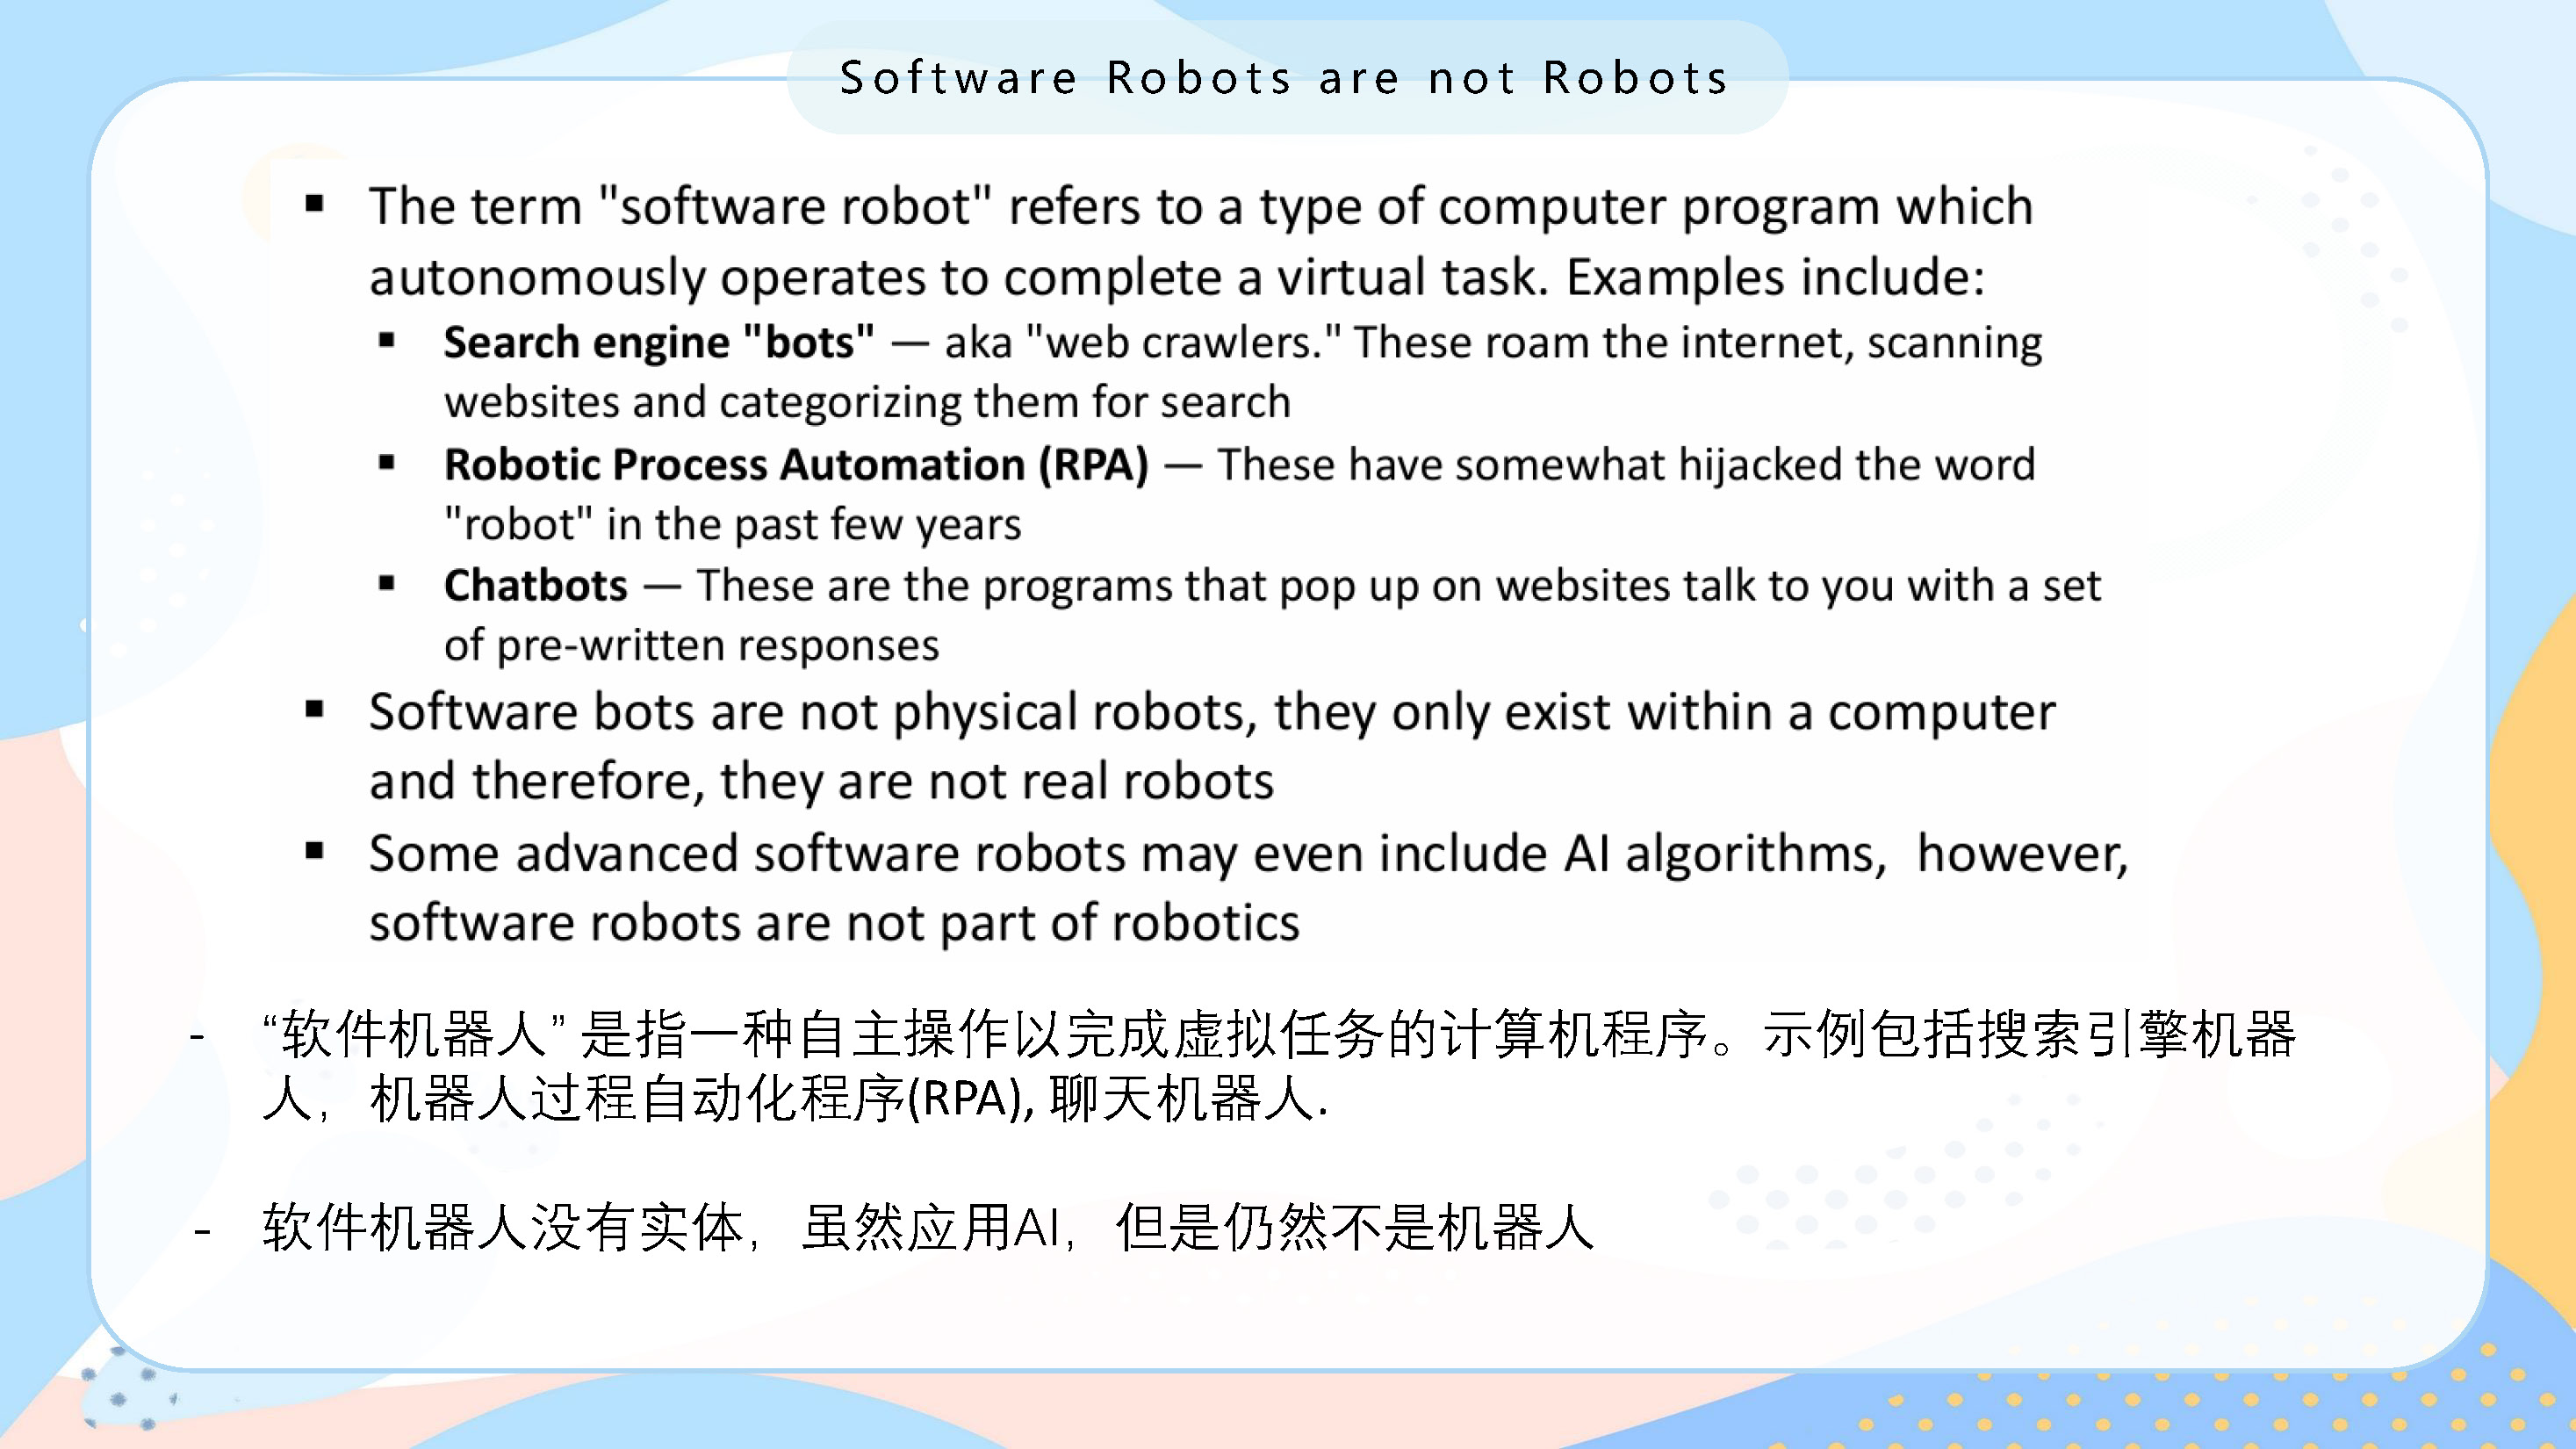 Software Robots are not Robots
▪ The term "software robot" refers to a type of computer program which
autonomously operates to complete a virtual task. Examples include:
▪ Search engine "bots" — aka "web crawlers." These roam the internet, scanning
websites and categorizing them for search
▪ Robotic Process Automation (RPA) — These have somewhat hijacked the word
"robot" in the past few years
▪ Chatbots — These are the programs that pop up on websites talk to you with a set
of pre-written responses
▪ Software bots are not physical robots, they only exist within a computer
and therefore, they are not real robots
▪ Some advanced software robots may even include AI algorithms,  however,
software robots are not part of robotics
- “软件机器人” 是指一种自主操作以完成虚拟任务的计算机程序。示例包括搜索引擎机器
人，机器人过程自动化程序(RPA), 聊天机器人.
- 软件机器人没有实体，虽然应用AI，但是仍然不是机器人